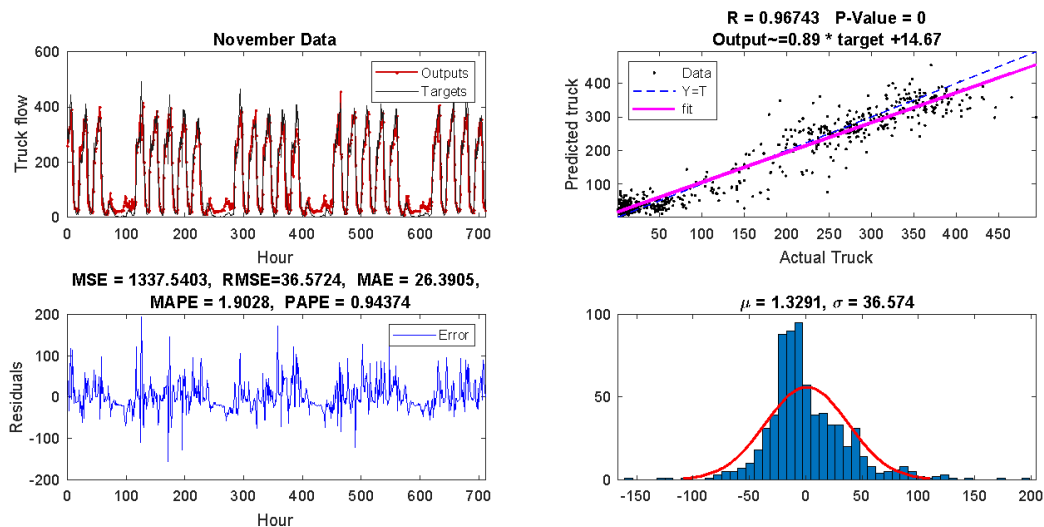 November Data
600
400
200
0
Truck flow
Outputs
Targets
0 100 200 300 400 500 600 700
Hour
R = 0.96743 P-Value = 0
Output~=0.89 * target +14.67
400
300
200
100
Predicted truck
Data
Y=T
fit
50 100 150 200 250 300 350 400 450
Actual Truck
MSE = 1337.5403, RMSE=36.5724, MAE = 26.3905,
MAPE = 1.9028, PAPE = 0.94374
200
100
0
-100
-200
Residuals
Error
0 100 200 300 400 500 600 700
Hour
μ = 1.3291, σ = 36.574
100
50
0
-150 -100 -50 0 50 100 150 200